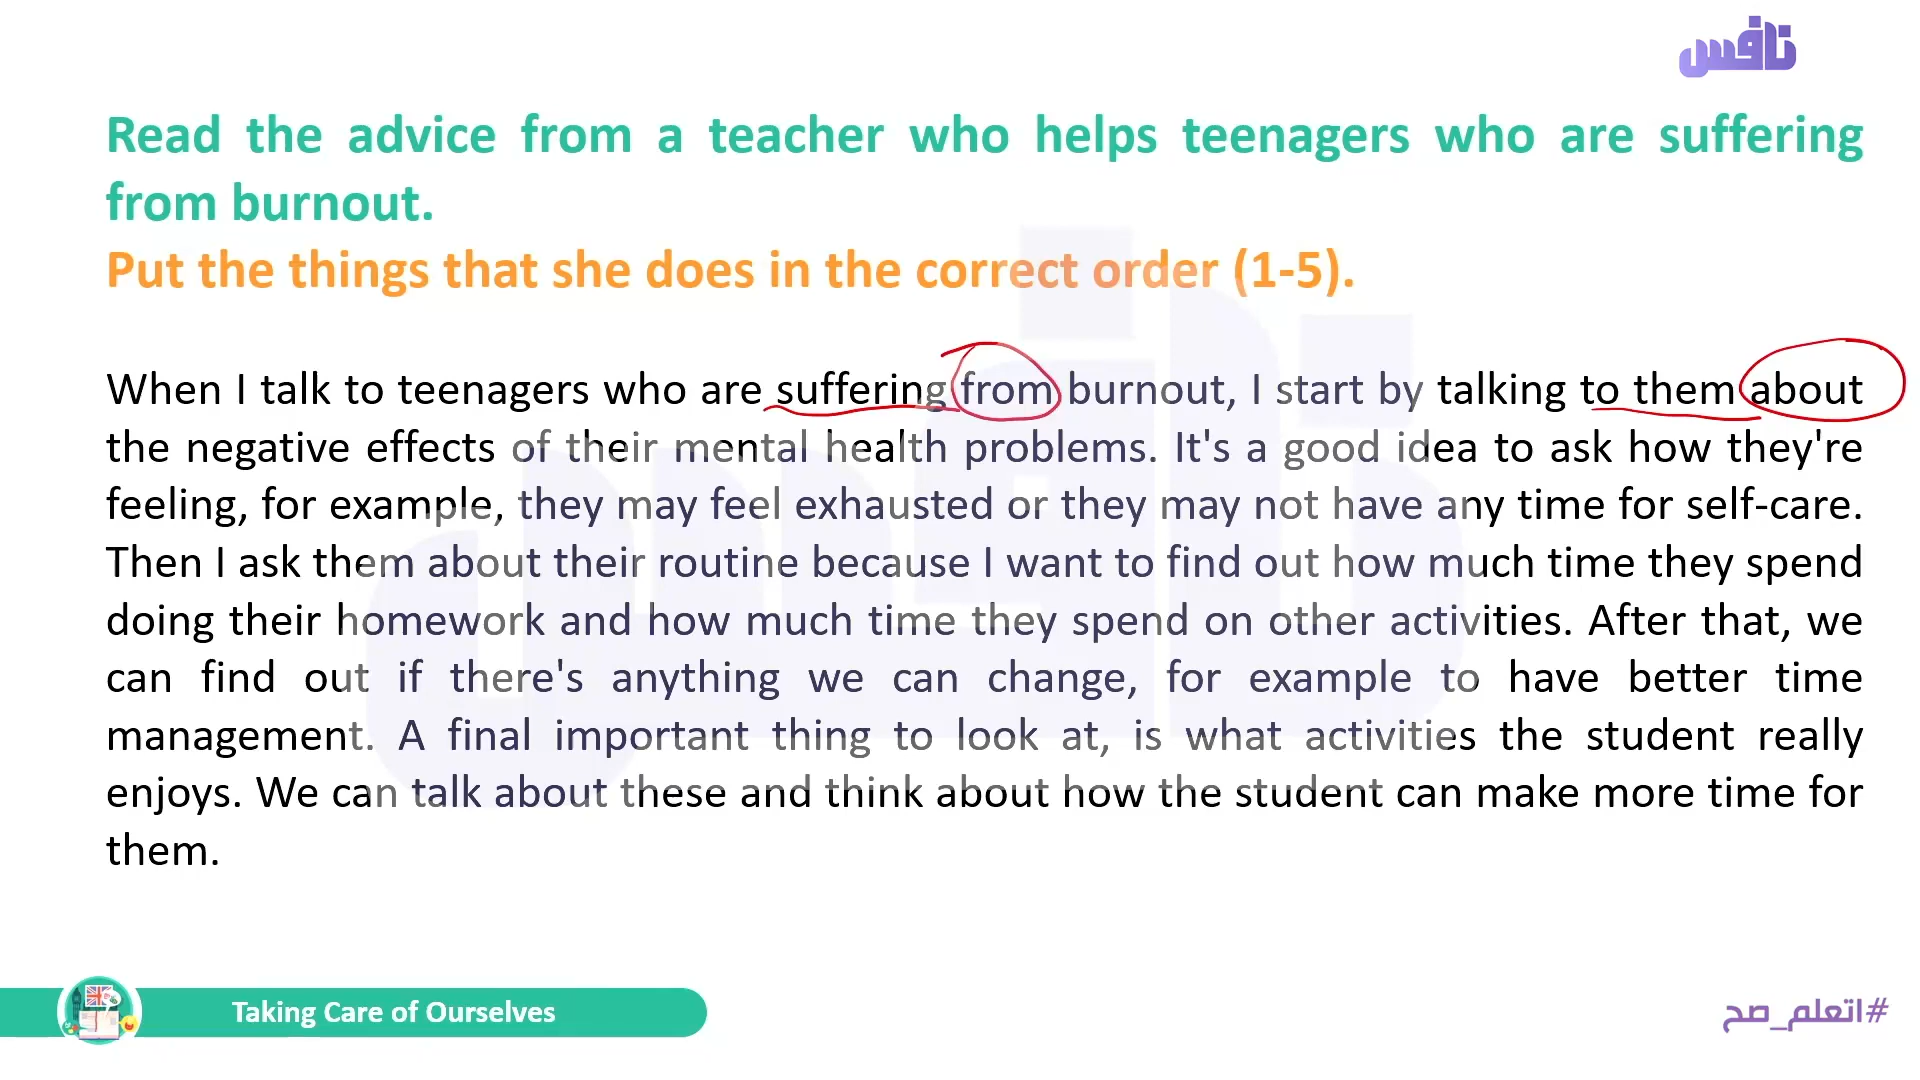 نافس
Read the advice from a teacher who helps teenagers who are suffering
from burnout.
Put the things that she does in the correct order (1-5).
When I talk to teenagers who are suffering from burnout, I start by talking to them about
the negative effects of their mental health problems. It's a good idea to ask how they're
feeling, for example, they may feel exhausted or they may not have any time for self-care.
Then I ask them about their routine because I want to find out how much time they spend
doing their homework and how much time they spend on other activities. After that, we
can find out if there's anything we can change, for example to have better time
management. A final important thing to look at, is what activities the student really
enjoys. We can talk about these and think about how the student can make more time for
them.
Taking Care of Ourselves
#اتعلم_صح